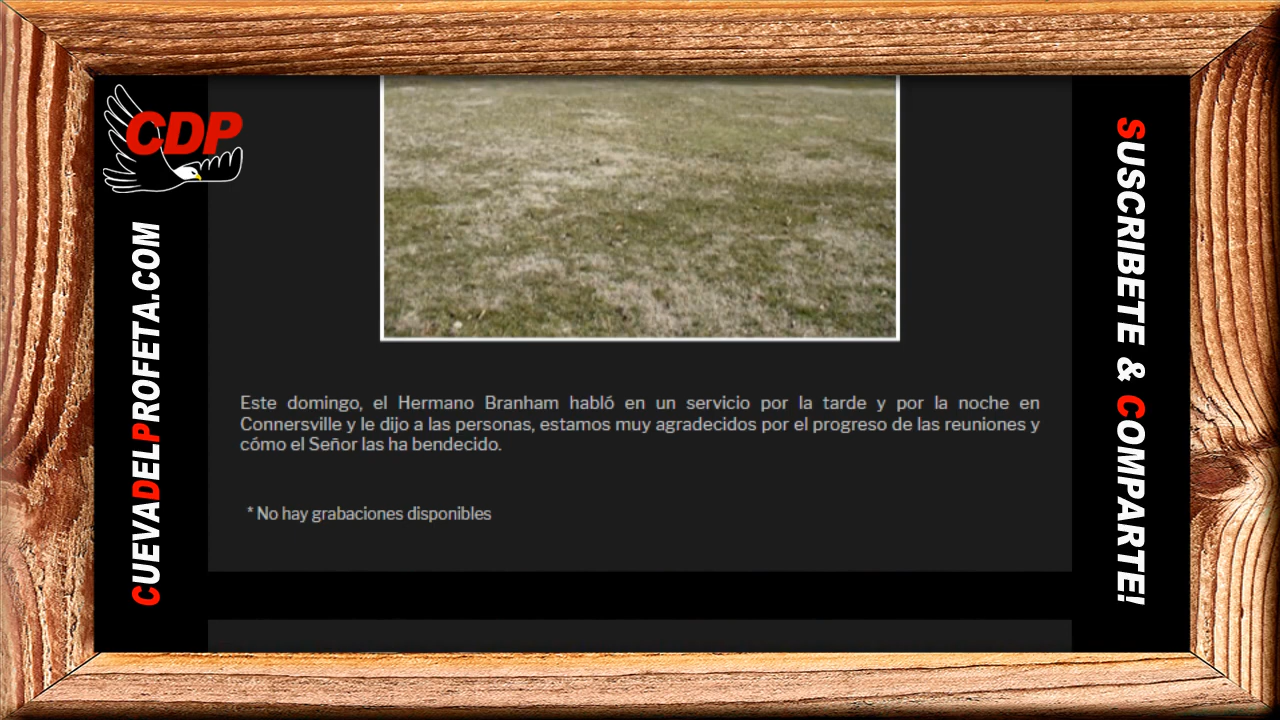 CDP
CUEVADELPROFETA.COM
Este domingo, el Hermano Branham habló en un servicio por la tarde y por la noche en
Connersville y le dijo a las personas, estamos muy agradecidos por el progreso de las reuniones y
cómo el Señor las ha bendecido.
* No hay grabaciones disponibles
SUSCRIBETE & COMPARTE!